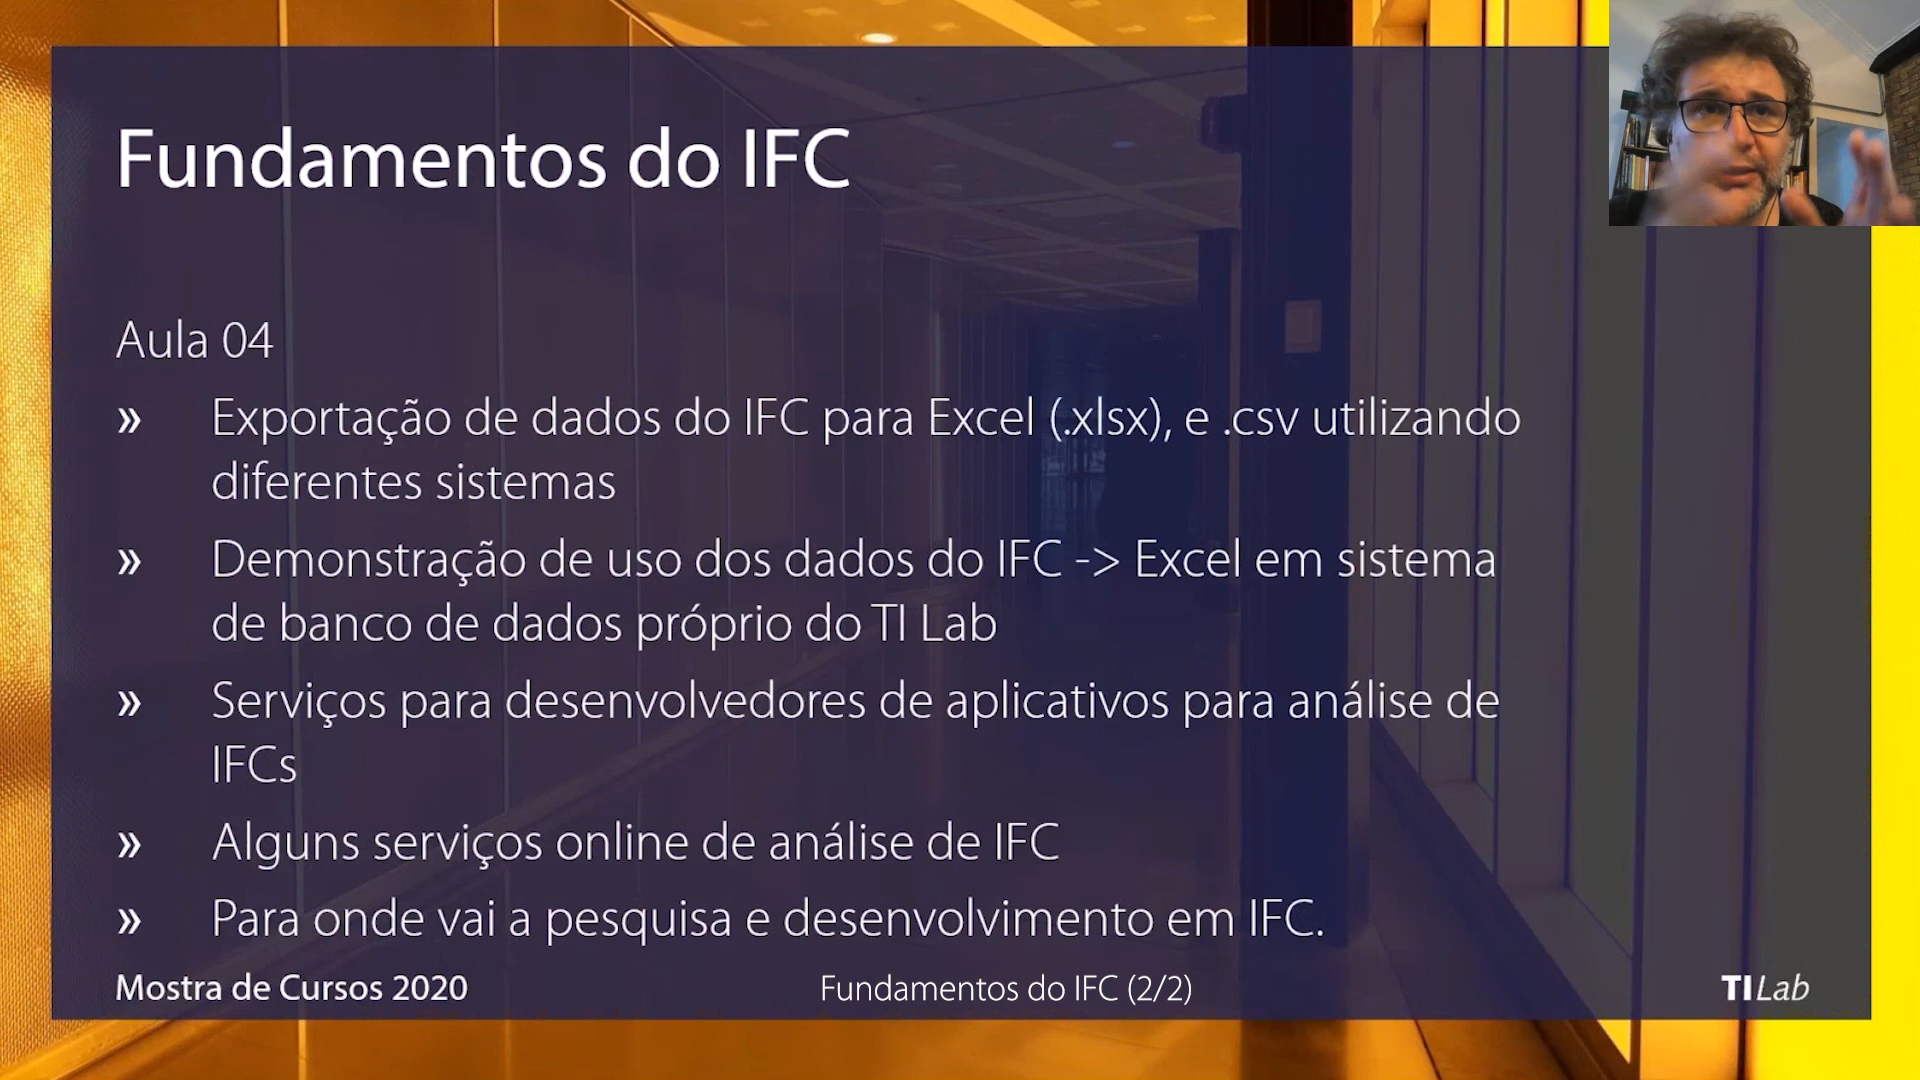 Fundamentos do IFC
Aula 04
» Exportação de dados do IFC para Excel (.xlsx), e .csv utilizando
diferentes sistemas
» Demonstração de uso dos dados do IFC -> Excel em sistema
de banco de dados próprio do TI Lab
» Serviços para desenvolvedores de aplicativos para análise de
IFCs
» Alguns serviços online de análise de IFC
» Para onde vai a pesquisa e desenvolvimento em IFC.
Mostra de Cursos 2020
Fundamentos do IFC (2/2)
TI Lab